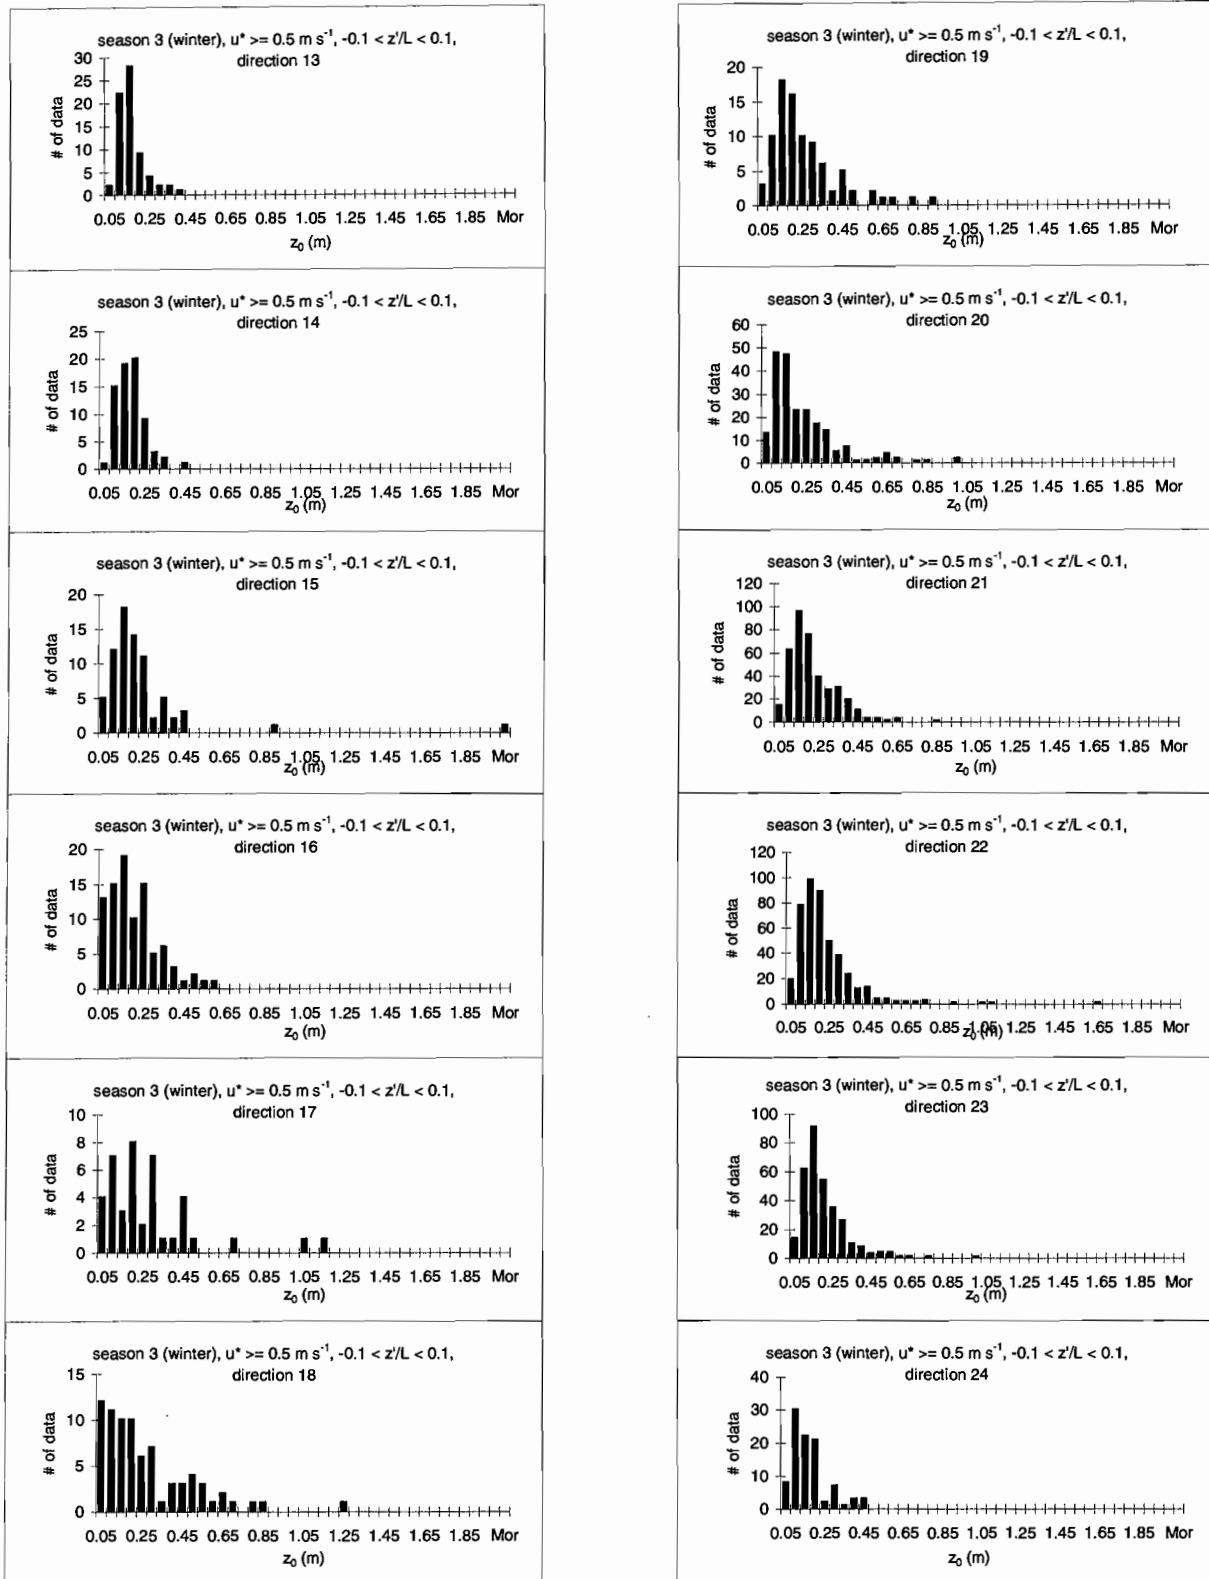 season 3 (winter), u* >= 0.5 m s⁻¹, -0.1 < z'/L < 0.1,
direction 13
30
25
20
15
10
5
0
# of data
0.05 0.25 0.45 0.65 0.85 1.05 1.25 1.45 1.65 1.85 Mor
z₀ (m)
season 3 (winter), u* >= 0.5 m s⁻¹, -0.1 < z'/L < 0.1,
direction 14
25
20
15
10
5
0
# of data
0.05 0.25 0.45 0.65 0.85 1.05 1.25 1.45 1.65 1.85 Mor
z₀ (m)
season 3 (winter), u* >= 0.5 m s⁻¹, -0.1 < z'/L < 0.1,
direction 15
20
15
10
5
0
# of data
0.05 0.25 0.45 0.65 0.85 1.05 1.25 1.45 1.65 1.85 Mor
z₀ (m)
season 3 (winter), u* >= 0.5 m s⁻¹, -0.1 < z'/L < 0.1,
direction 16
20
15
10
5
0
# of data
0.05 0.25 0.45 0.65 0.85 1.05 1.25 1.45 1.65 1.85 Mor
z₀ (m)
season 3 (winter), u* >= 0.5 m s⁻¹, -0.1 < z'/L < 0.1,
direction 17
10
8
6
4
2
0
# of data
0.05 0.25 0.45 0.65 0.85 1.05 1.25 1.45 1.65 1.85 Mor
z₀ (m)
season 3 (winter), u* >= 0.5 m s⁻¹, -0.1 < z'/L < 0.1,
direction 18
15
10
5
0
# of data
0.05 0.25 0.45 0.65 0.85 1.05 1.25 1.45 1.65 1.85 Mor
z₀ (m)
season 3 (winter), u* >= 0.5 m s⁻¹, -0.1 < z'/L < 0.1,
direction 19
20
15
10
5
0
# of data
0.05 0.25 0.45 0.65 0.85 1.05 1.25 1.45 1.65 1.85 Mor
z₀ (m)
season 3 (winter), u* >= 0.5 m s⁻¹, -0.1 < z'/L < 0.1,
direction 20
60
50
40
30
20
10
0
# of data
0.05 0.25 0.45 0.65 0.85 1.05 1.25 1.45 1.65 1.85 Mor
z₀ (m)
season 3 (winter), u* >= 0.5 m s⁻¹, -0.1 < z'/L < 0.1,
direction 21
120
100
80
60
40
20
0
# of data
0.05 0.25 0.45 0.65 0.85 1.05 1.25 1.45 1.65 1.85 Mor
z₀ (m)
season 3 (winter), u* >= 0.5 m s⁻¹, -0.1 < z'/L < 0.1,
direction 22
120
100
80
60
40
20
0
# of data
0.05 0.25 0.45 0.65 0.85 1.05 1.25 1.45 1.65 1.85 Mor
z₀ (m)
season 3 (winter), u* >= 0.5 m s⁻¹, -0.1 < z'/L < 0.1,
direction 23
100
80
60
40
20
0
# of data
0.05 0.25 0.45 0.65 0.85 1.05 1.25 1.45 1.65 1.85 Mor
z₀ (m)
season 3 (winter), u* >= 0.5 m s⁻¹, -0.1 < z'/L < 0.1,
direction 24
40
30
20
10
0
# of data
0.05 0.25 0.45 0.65 0.85 1.05 1.25 1.45 1.65 1.85 Mor
z₀ (m)